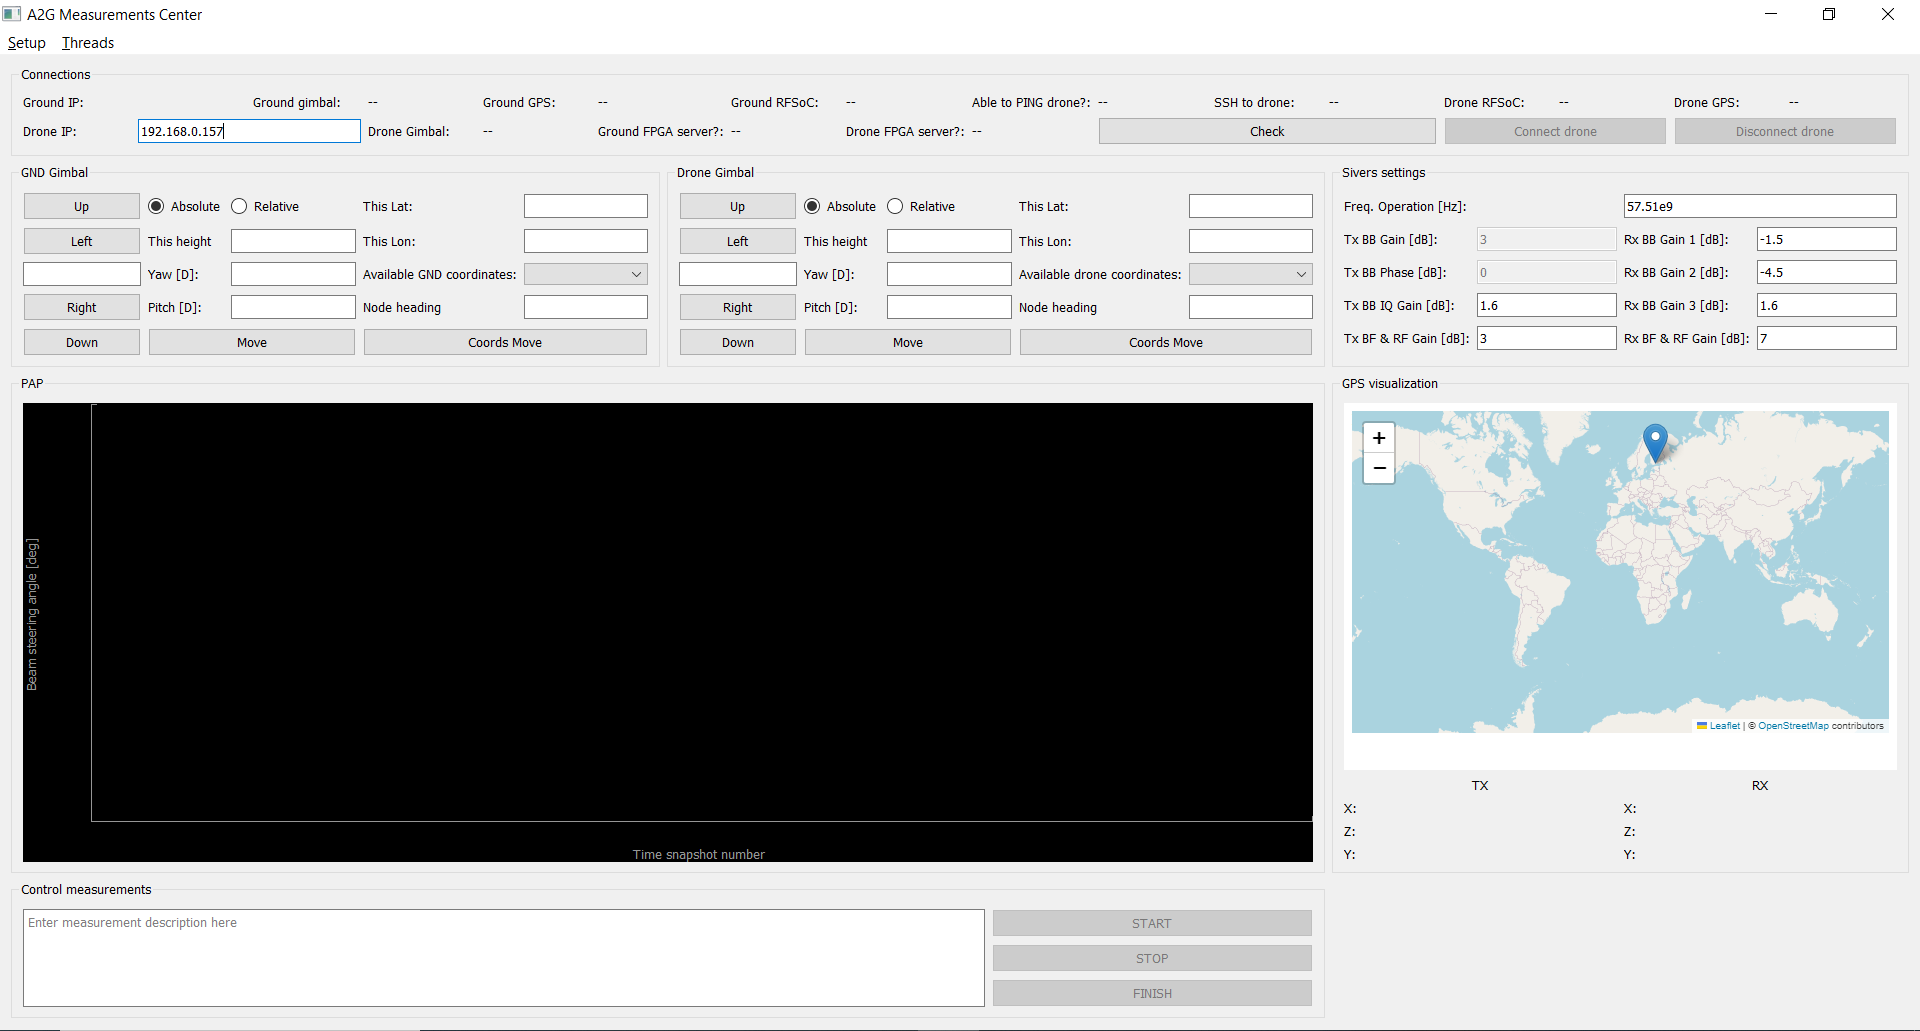 A2G Measurements Center
Setup Threads
Connections
Ground IP: Ground gimbal: -- Ground GPS: -- Ground RFSoC: -- Able to PING drone?: -- SSH to drone: -- Drone RFSoC: -- Drone GPS: --
Drone IP: 192.168.0.157 Drone Gimbal: -- Ground FPGA server?: -- Drone FPGA server?: -- Check Connect drone Disconnect drone
GND Gimbal
Up Absolute Relative This Lat:
Left This height This Lon:
Yaw [D]: Available GND coordinates:
Right Pitch [D]: Node heading
Down Move Coords Move
Drone Gimbal
Up Absolute Relative This Lat:
Left This height This Lon:
Yaw [D]: Available drone coordinates:
Right Pitch [D]: Node heading
Down Move Coords Move
Sivers settings
Freq. Operation [Hz]: 57.51e9
Tx BB Gain [dB]: 3 Rx BB Gain 1 [dB]: -1.5
Tx BB Phase [dB]: 0 Rx BB Gain 2 [dB]: -4.5
Tx BB IQ Gain [dB]: 1.6 Rx BB Gain 3 [dB]: 1.6
Tx BF & RF Gain [dB]: 3 Rx BF & RF Gain [dB]: 7
PAP
Beam steering angle [deg]
Time snapshot number
GPS visualization
+
−
Leaflet | © OpenStreetMap contributors
TX RX
X: X:
Z: Z:
Y: Y:
Control measurements
Enter measurement description here
START
STOP
FINISH